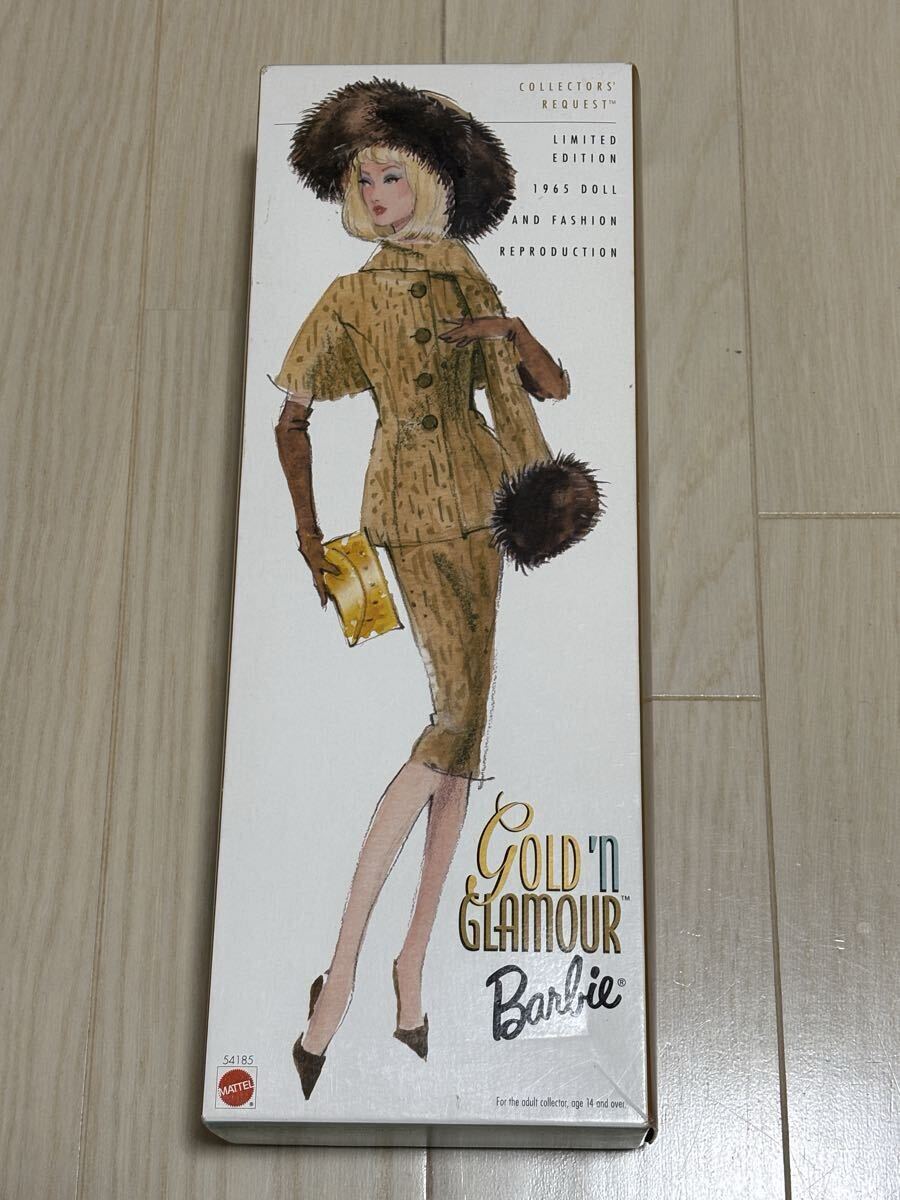 COLLECTORS'
REQUEST™
LIMITED
EDITION
1965 DOLL
AND FASHION
REPRODUCTION
GOLD 'N
GLAMOUR™
Barbie®
54185
MATTEL®
For the adult collector, age 14 and over.